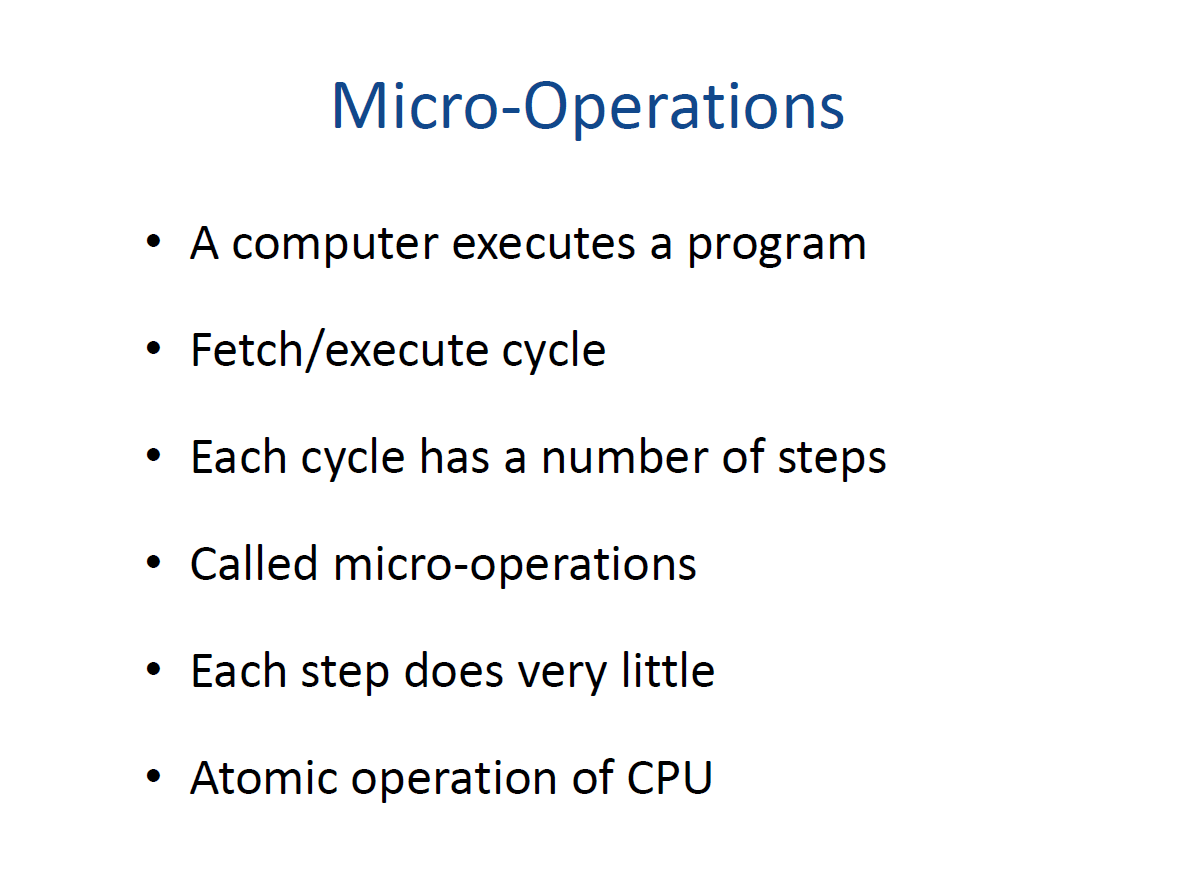 Micro-Operations
• A computer executes a program
• Fetch/execute cycle
• Each cycle has a number of steps
• Called micro-operations
• Each step does very little
• Atomic operation of CPU